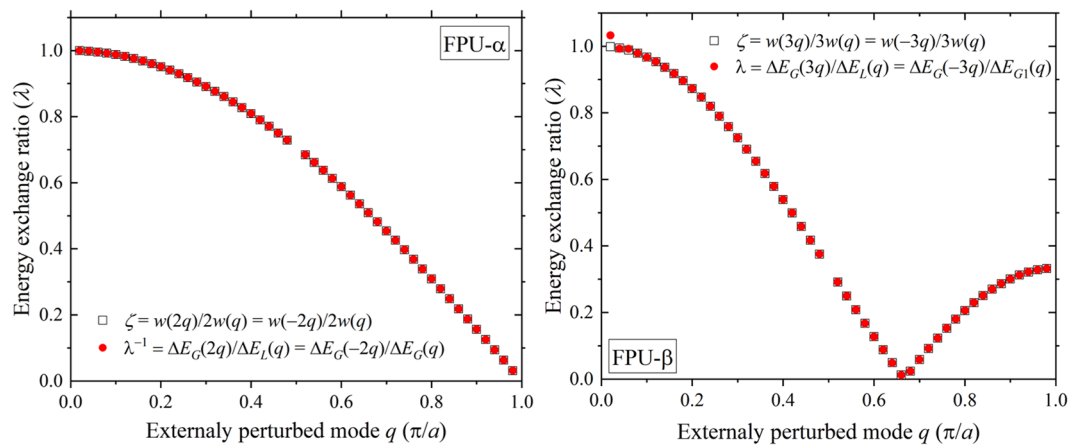 FPU-α
Energy exchange ratio (λ)
1.0
0.8
0.6
0.4
0.2
0.0
ζ = w(2q)/2w(q) = w(-2q)/2w(q)
λ⁻¹ = ΔE_G(2q)/ΔE_L(q) = ΔE_G(-2q)/ΔE_G(q)
0.0 0.2 0.4 0.6 0.8 1.0
Externaly perturbed mode q (π/a)
ζ = w(3q)/3w(q) = w(-3q)/3w(q)
λ = ΔE_G(3q)/ΔE_L(q) = ΔE_G(-3q)/ΔE_G1(q)
Energy exchange ratio (λ)
1.0
0.8
0.6
0.4
0.2
0.0
FPU-β
0.0 0.2 0.4 0.6 0.8 1.0
Externaly perturbed mode q (π/a)